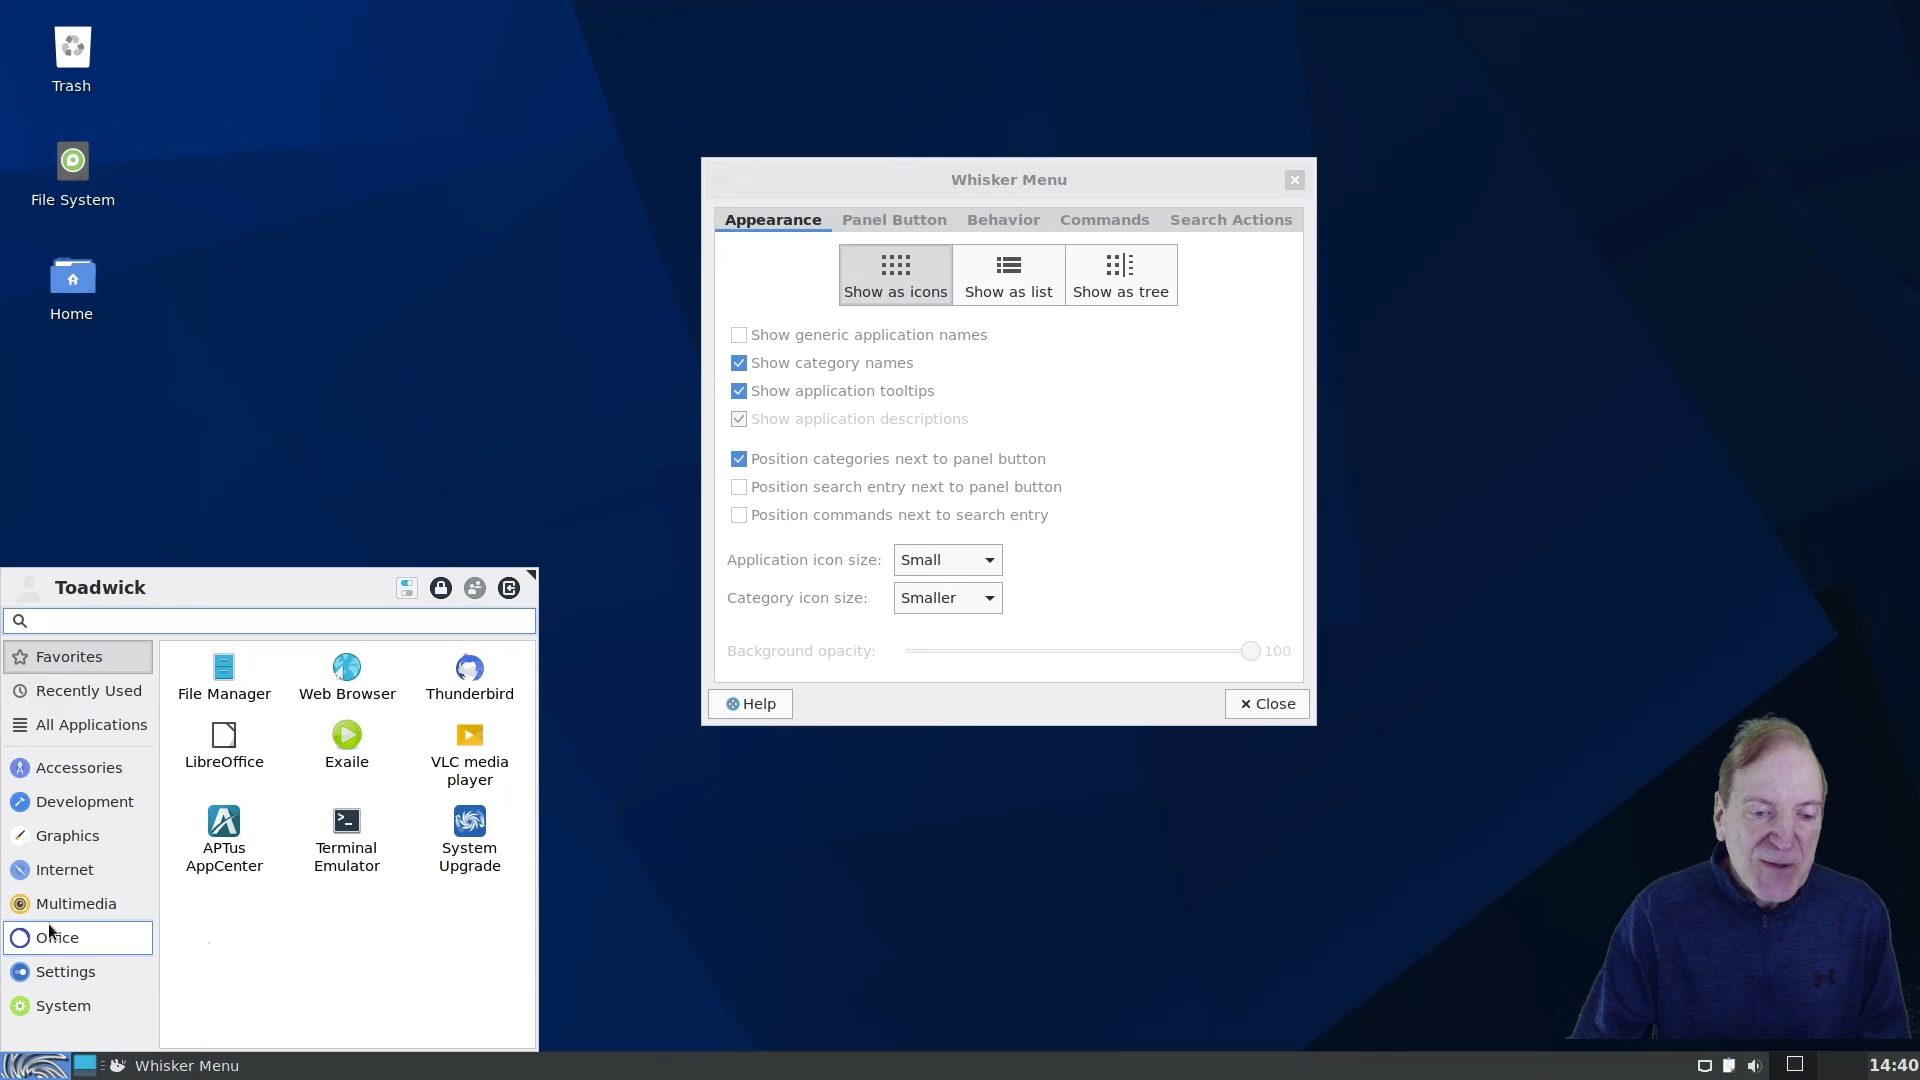 Trash
File System
Home
Whisker Menu
Appearance Panel Button Behavior Commands Search Actions
Show as icons Show as list Show as tree
Show generic application names
Show category names
Show application tooltips
Show application descriptions
Position categories next to panel button
Position search entry next to panel button
Position commands next to search entry
Application icon size: Small
Category icon size: Smaller
Background opacity: 100
Help Close
Toadwick
Favorites
Recently Used
All Applications
Accessories
Development
Graphics
Internet
Multimedia
Office
Settings
System
File Manager Web Browser Thunderbird
LibreOffice Exaile VLC media
player
APTus Terminal System
AppCenter Emulator Upgrade
Whisker Menu
14:40